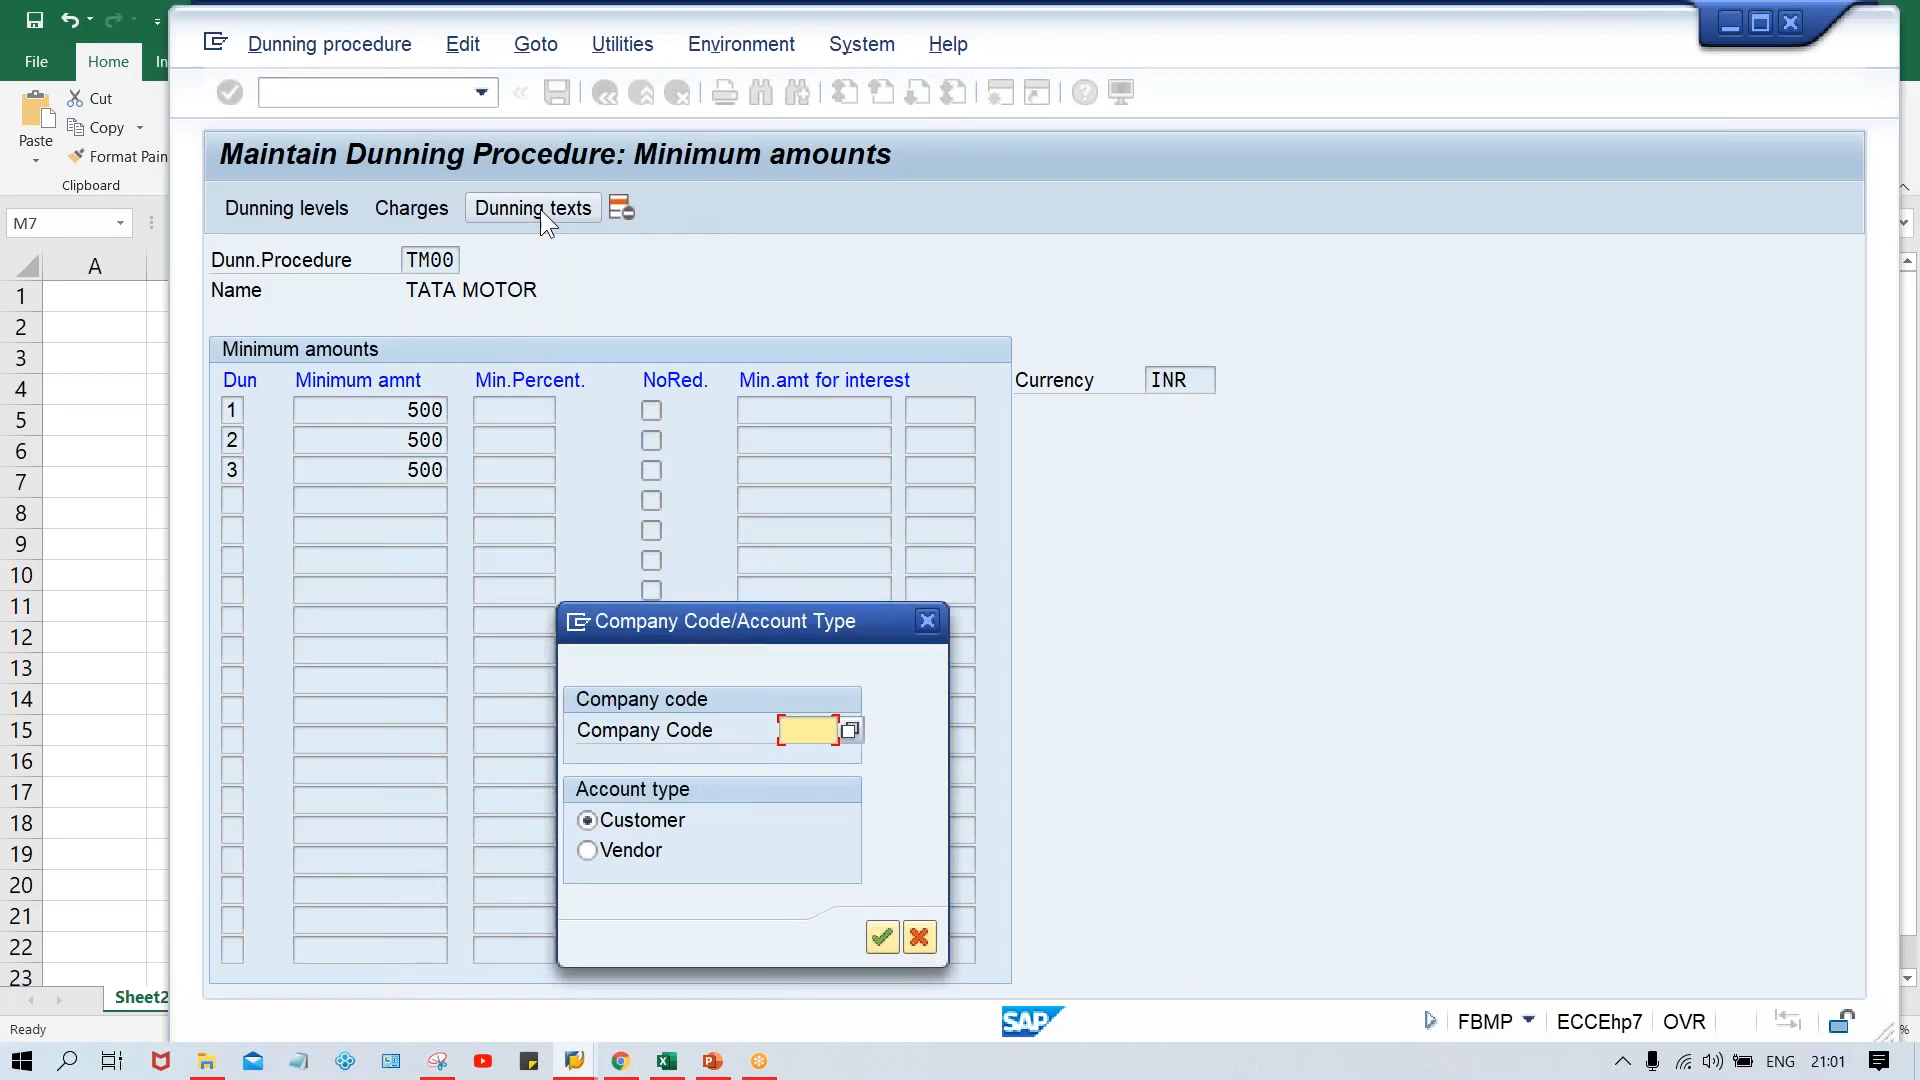 Dunning procedure Edit Goto Utilities Environment System Help
File Home In
Cut
Copy
Paste
Format Pain
Clipboard
Maintain Dunning Procedure: Minimum amounts
Dunning levels Charges Dunning texts
M7
A
Dunn.Procedure TM00
Name TATA MOTOR
Minimum amounts
Dun Minimum amnt Min.Percent. NoRed. Min.amt for interest Currency INR
1 500
2 500
3 500
1
2
3
4
5
6
7
8
9
10
11
12
13
14
15
16
17
18
19
20
21
22
23
Company Code/Account Type
Company code
Company Code
Account type
Customer
Vendor
Sheet2
Ready
SAP
FBMP ECCEhp7 OVR
%
ENG 21:01